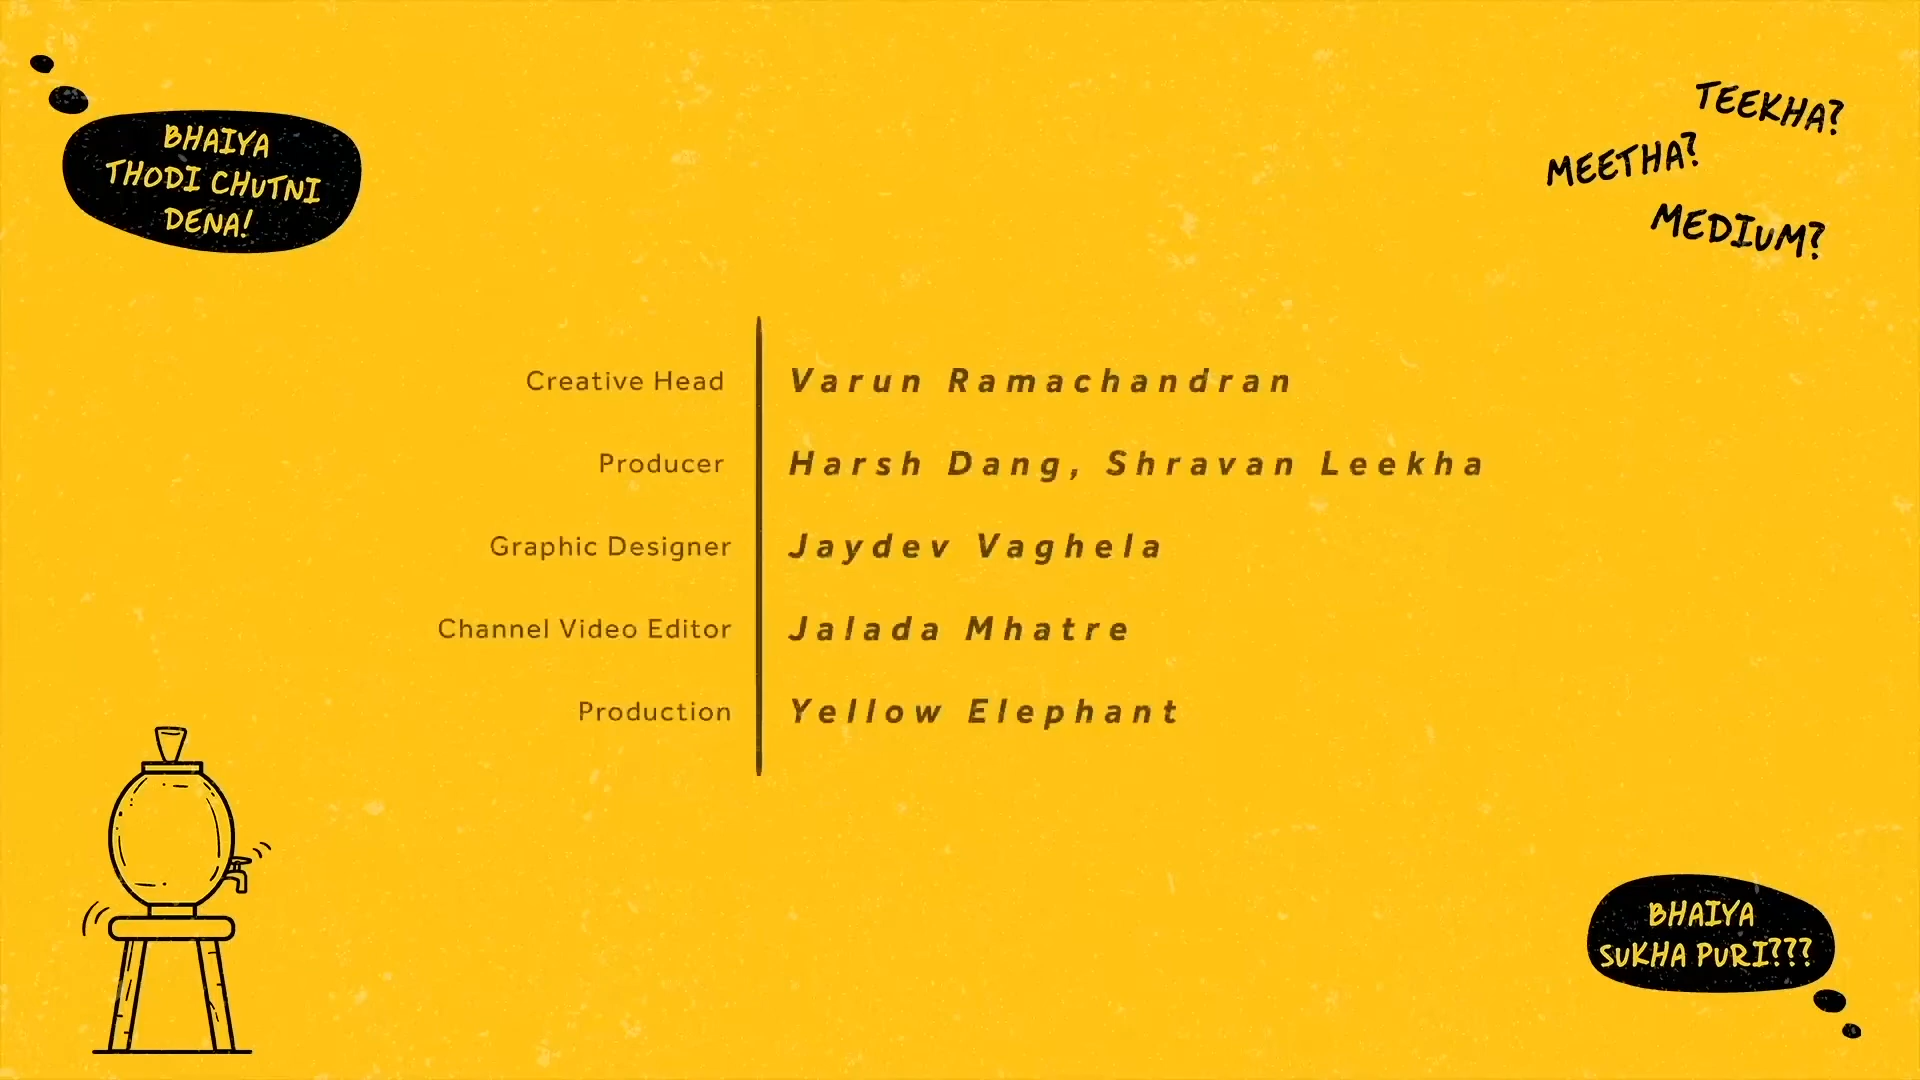 BHAIYA
THODI CHUTNI
DENA!
TEEKHA?
MEETHA?
MEDIUM?
Creative Head Varun Ramachandran
Producer Harsh Dang, Shravan Leekha
Graphic Designer Jaydev Vaghela
Channel Video Editor Jalada Mhatre
Production Yellow Elephant
BHAIYA
SUKHA PURI???